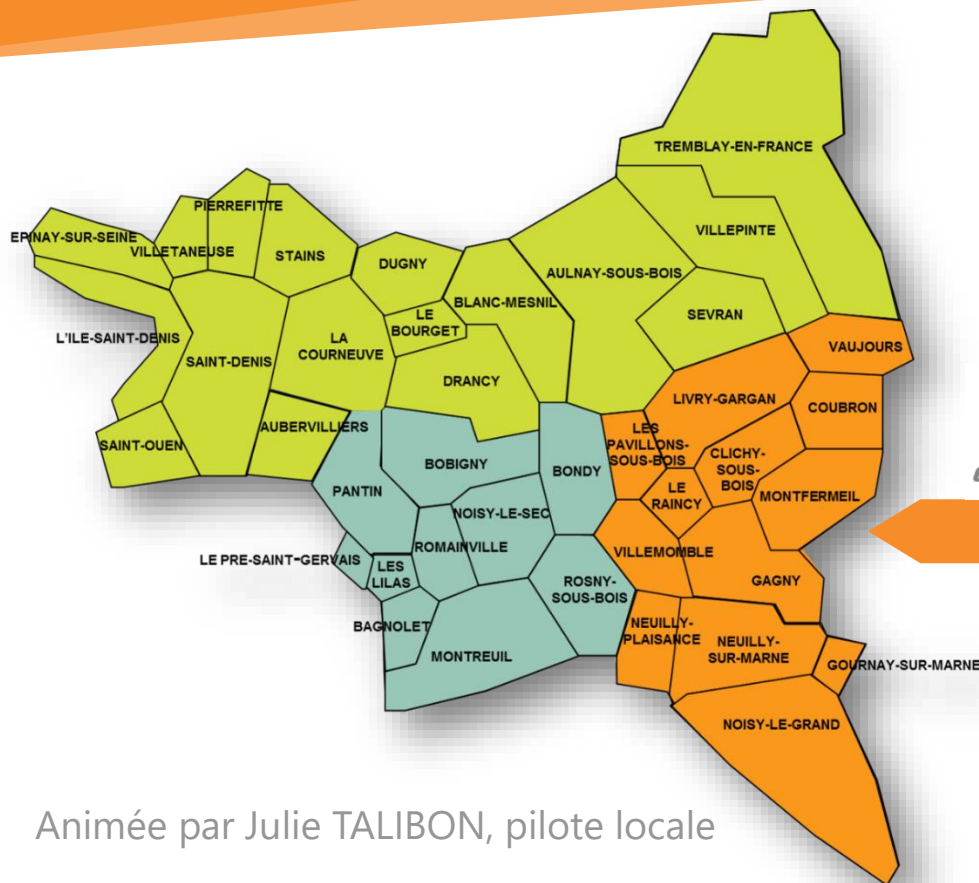 TREMBLAY-EN-FRANCE
PIERREFITTE
EPINAY-SUR-SEINE
VILLETANEUSE
STAINS
DUGNY
VILLEPINTE
AULNAY-SOUS-BOIS
BLANC-MESNIL
LE
BOURGET
SEVRAN
L'ILE-SAINT-DENIS
SAINT-DENIS
LA
COURNEUVE
VAUJOURS
DRANCY
LIVRY-GARGAN
COUBRON
SAINT-OUEN
AUBERVILLIERS
LES
PAVILLONS-
SOUS-BOIS
BOBIGNY
BONDY
CLICHY-
SOUS-
BOIS
PANTIN
LE
RAINCY
MONTFERMEIL
NOISY-LE-SEC
ROMAINVILLE
VILLEMOMBLE
LE PRE-SAINT-GERVAIS
LES
LILAS
ROSNY-
SOUS-BOIS
GAGNY
BAGNOLET
MONTREUIL
NEUILLY-
PLAISANCE
NEUILLY-
SUR-MARNE
GOURNAY-SUR-MARNE
NOISY-LE-GRAND
Animée par Julie TALIBON, pilote locale